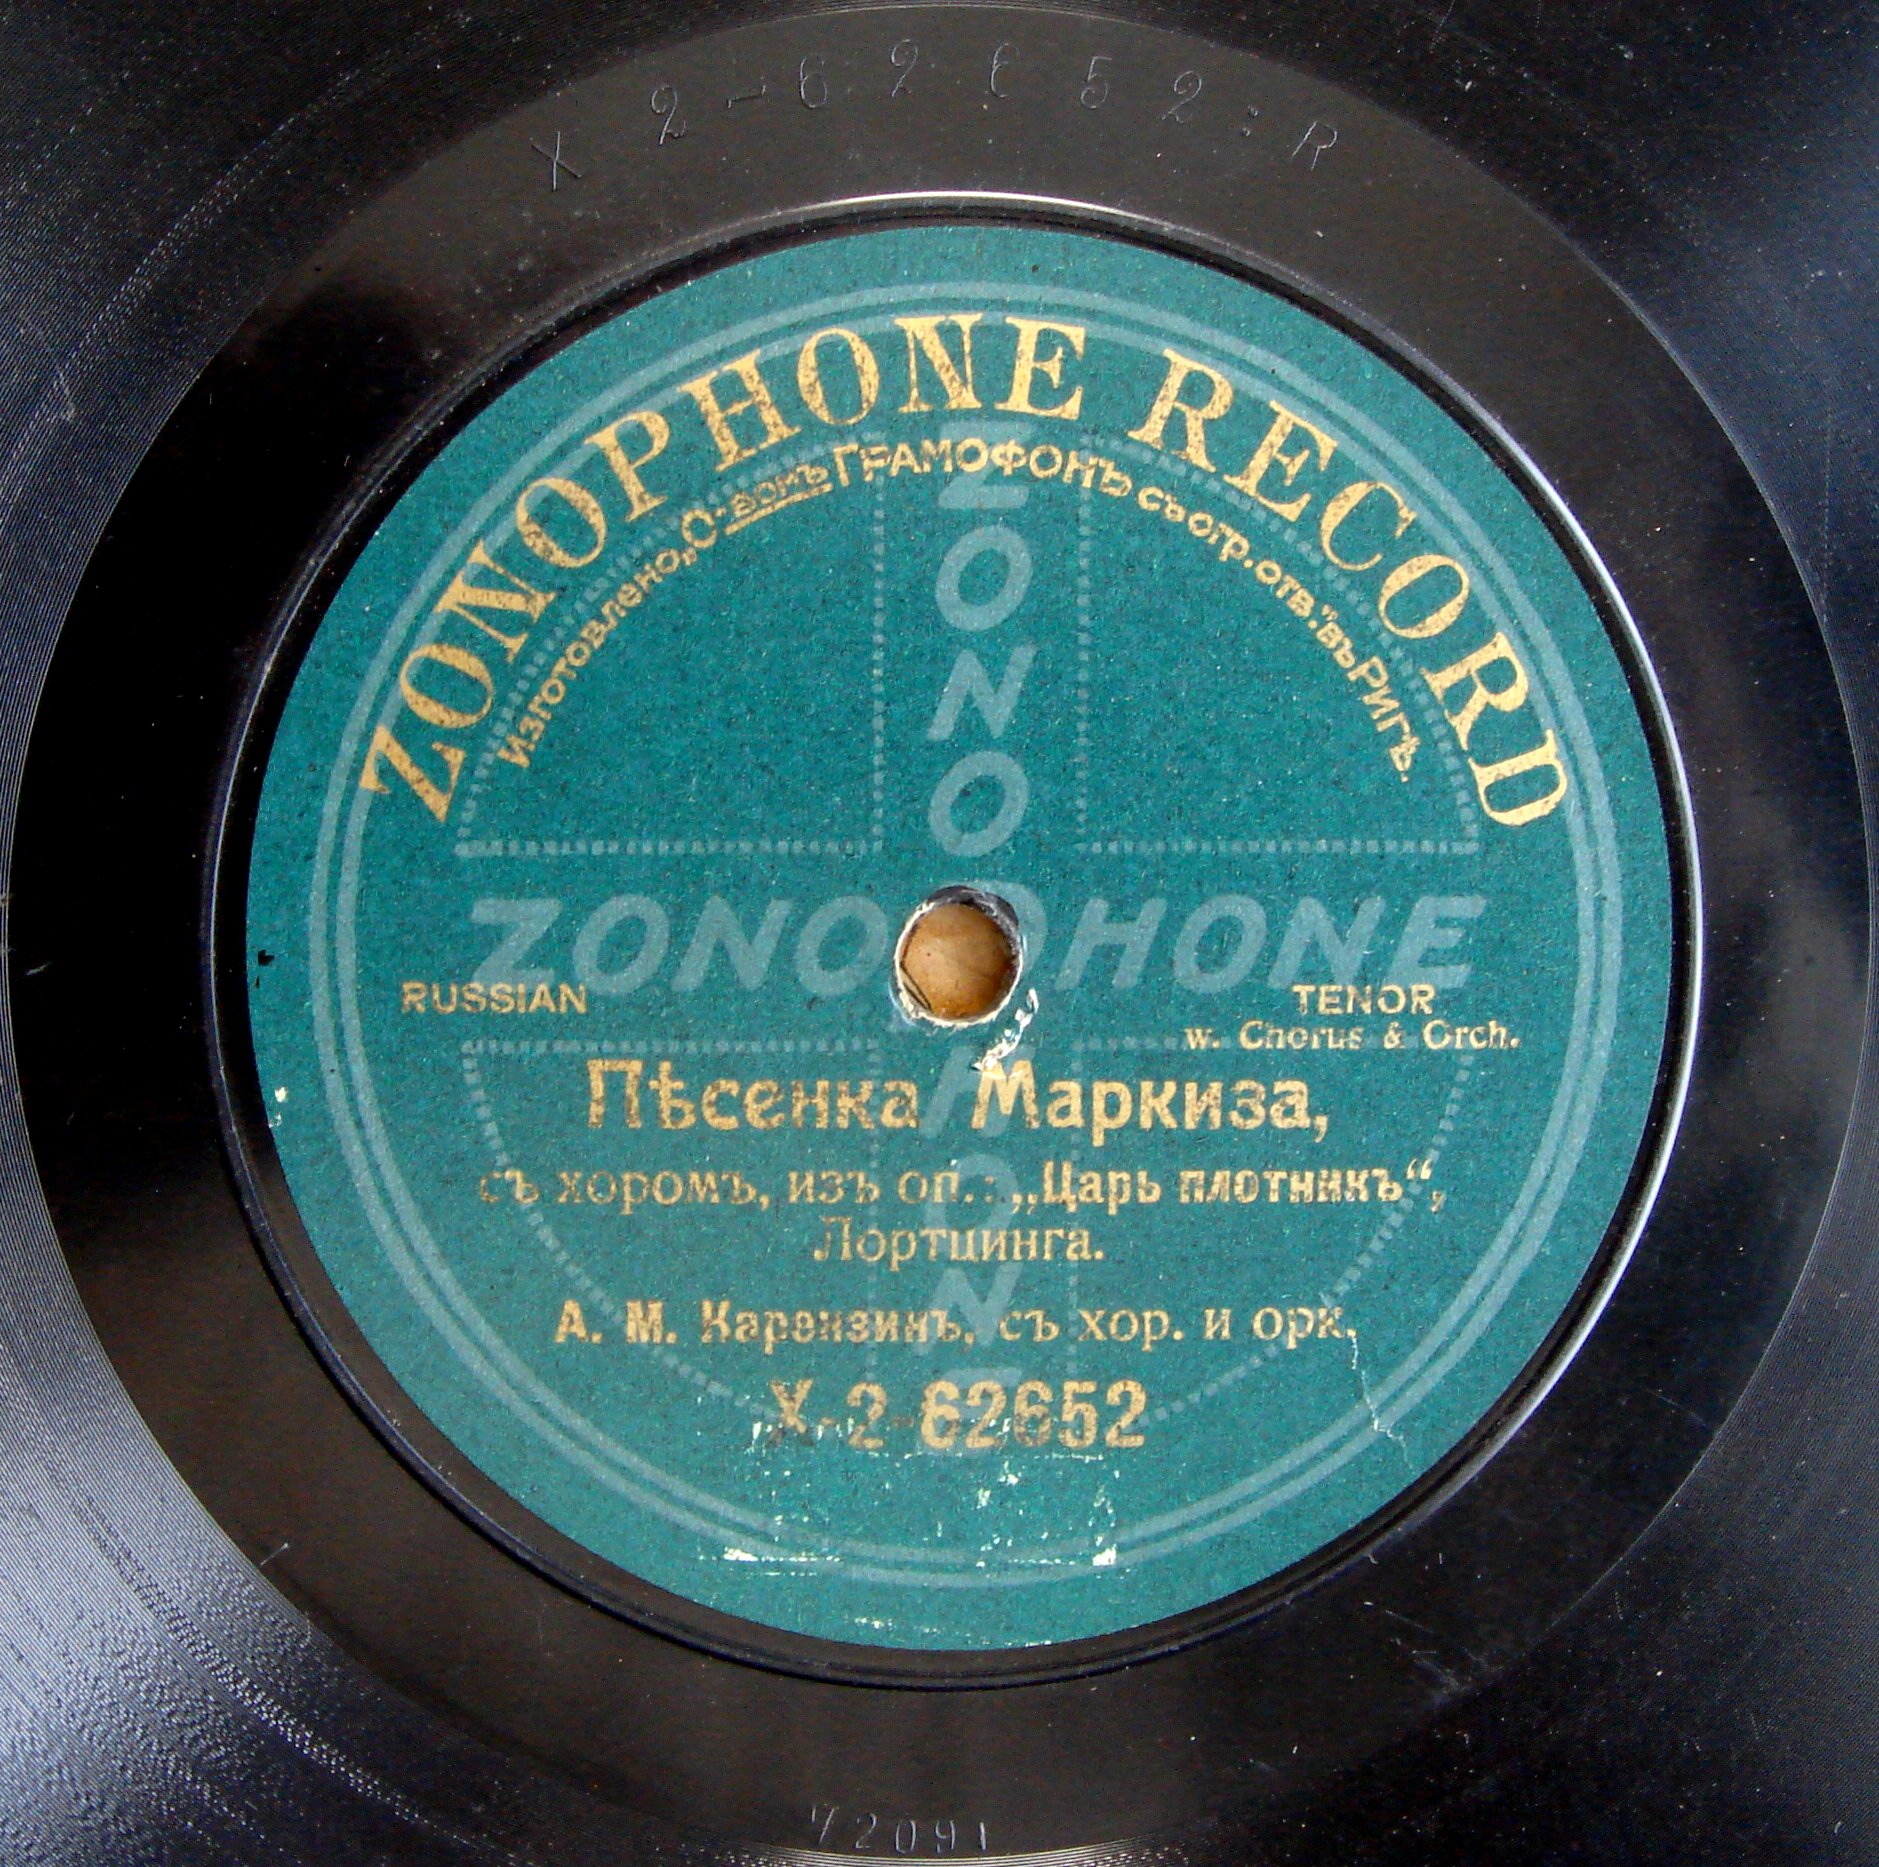 X 2-62652:R
ZONOPHONE RECORD
Изготовлено „О-вомъ ГРАМОФОНЪ съ огр. отв.“ въ Ригѣ.
ZONOPHONE
ZONOPHONE
RUSSIAN
TENOR
w. Chorus & Orch.
Пѣсенка Маркиза,
съ хоромъ, изъ оп.: „Царь плотникъ“,
Лортцинга.
А. М. Карензинъ, съ хор. и орк.
X-2-62652
72091